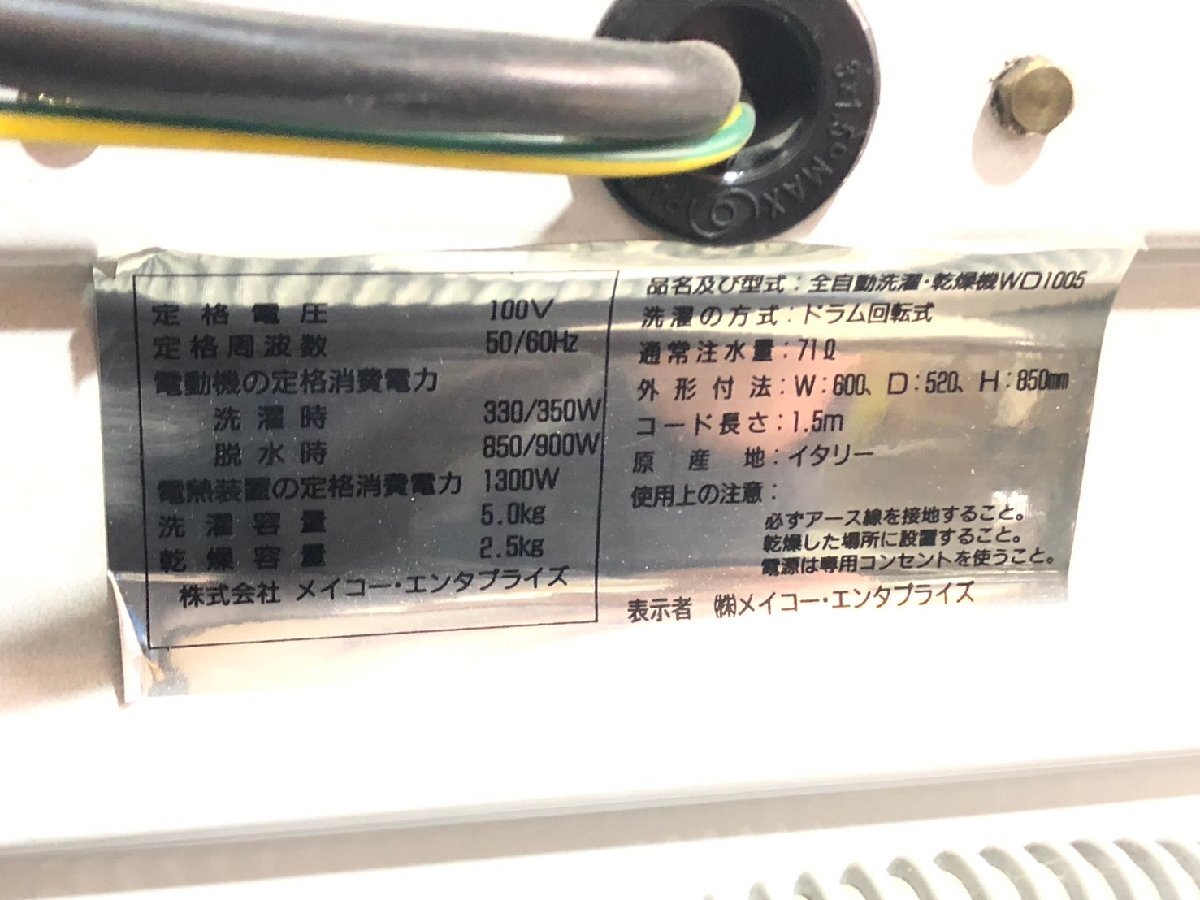 3×1.5°MAX
定格電圧 100V
定格周波数 50/60Hz
電動機の定格消費電力
洗濯時 330/350W
脱水時 850/900W
電熱装置の定格消費電力 1300W
洗濯容量 5.0kg
乾燥容量 2.5kg
株式会社 メイコー・エンタプライズ
品名及び型式:全自動洗濯・乾燥機WD1005
洗濯の方式:ドラム回転式
通常注水量:71ℓ
外形付法:W:600、D:520、H:850mm
コード長さ:1.5m
原産地:イタリー
使用上の注意:
必ずアース線を接地すること。
乾燥した場所に設置すること。
電源は専用コンセントを使うこと。
表示者 ㈱メイコー・エンタプライズ